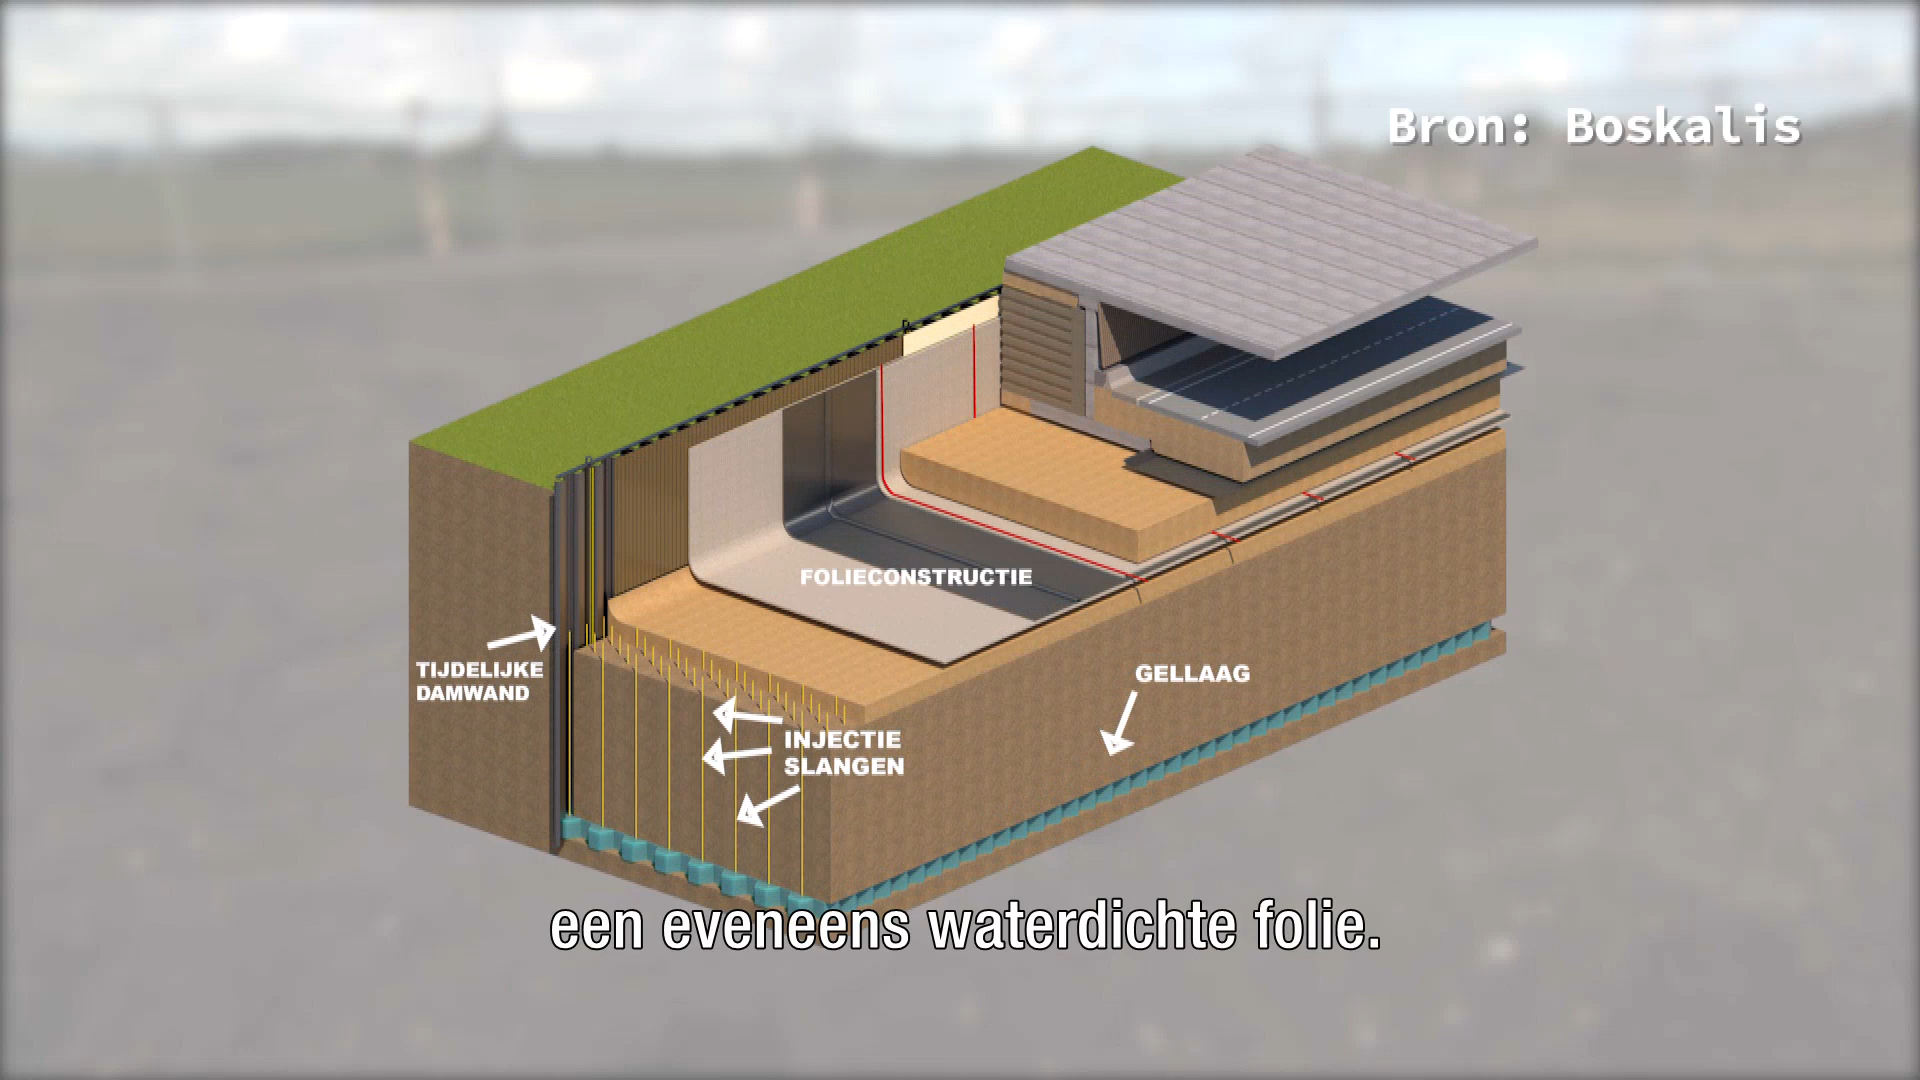 Bron: Boskalis
FOLIECONSTRUCTIE
TIJDELIJKE
DAMWAND
GELLAAG
INJECTIE
SLANGEN
een eveneens waterdichte folie.